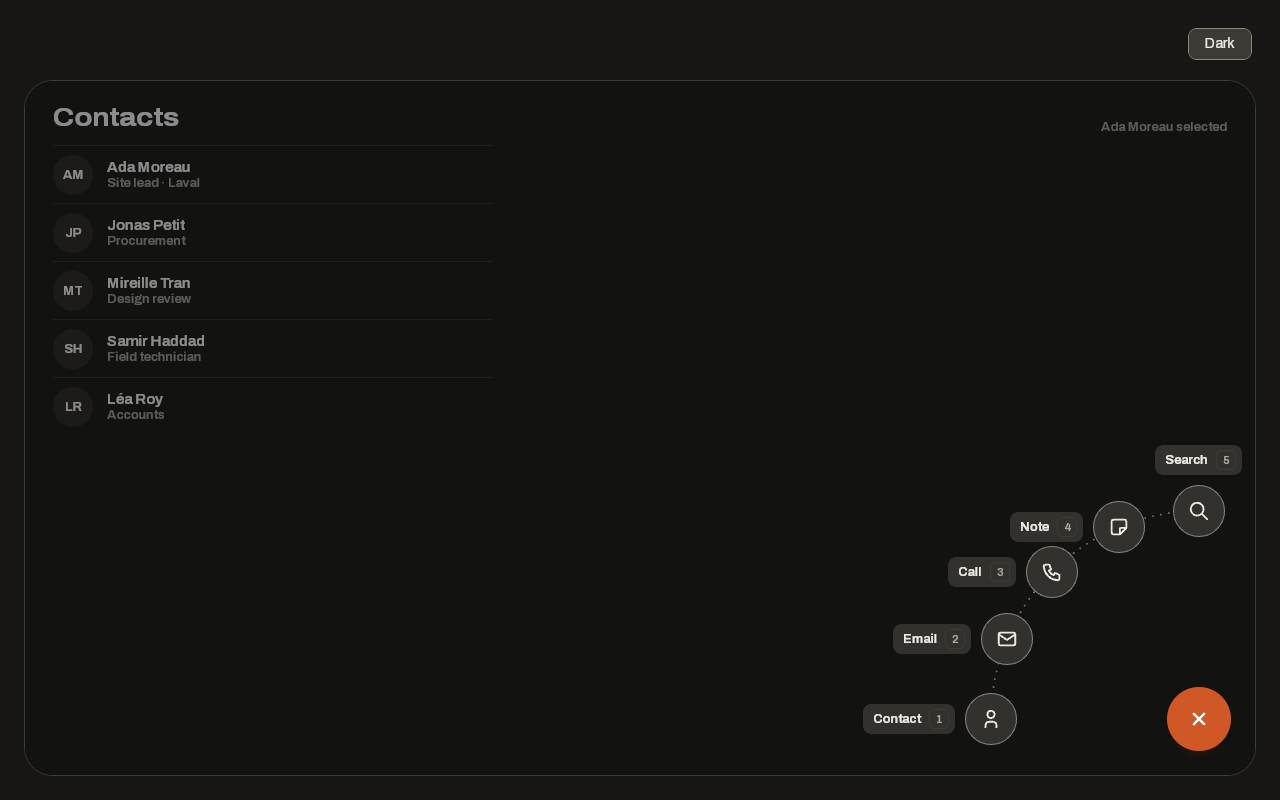 Dark
Contacts
Ada Moreau selected
AM
Ada Moreau
Site lead · Laval
JP
Jonas Petit
Procurement
MT
Mireille Tran
Design review
SH
Samir Haddad
Field technician
LR
Léa Roy
Accounts
Search 5
Note 4
Call 3
Email 2
Contact 1